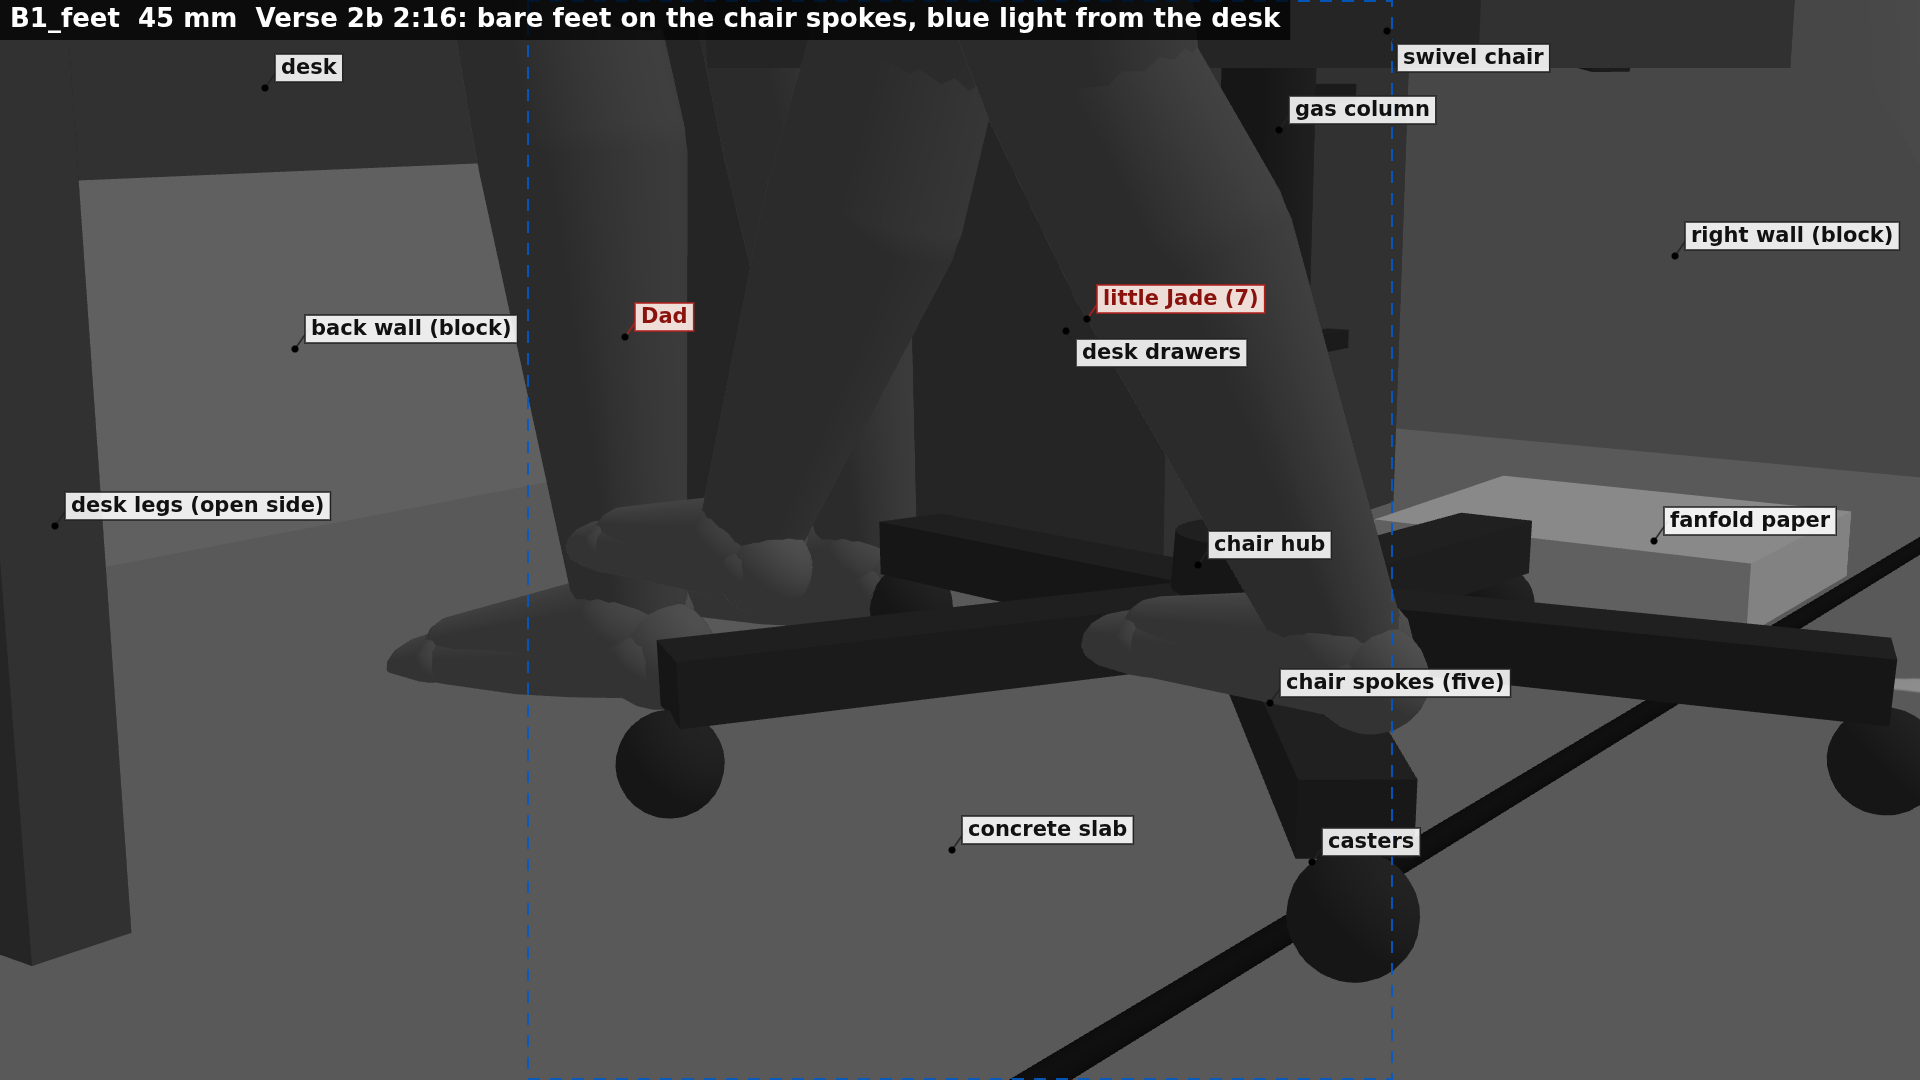 B1_feet  45 mm  Verse 2b 2:16: bare feet on the chair spokes, blue light from the desk
swivel chair
desk
gas column
right wall (block)
little Jade (7)
Dad
back wall (block)
desk drawers
desk legs (open side)
fanfold paper
chair hub
chair spokes (five)
concrete slab
casters